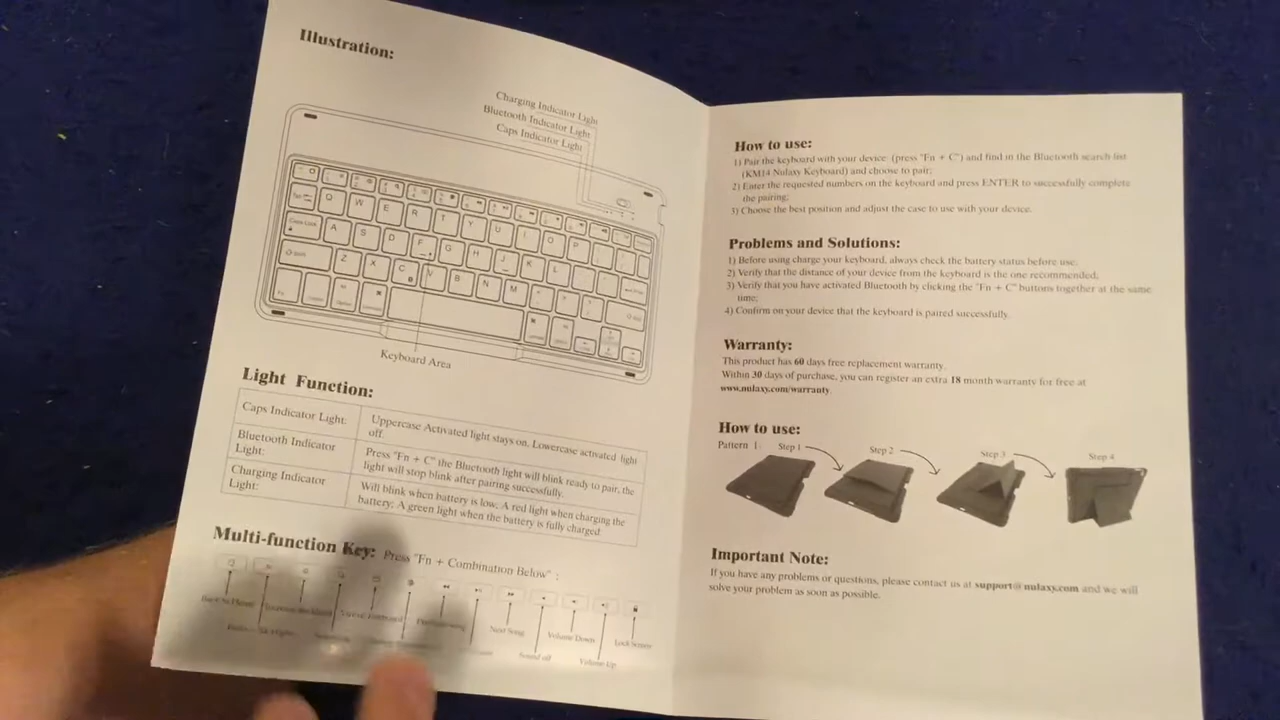 Illustration:
Charging Indicator Light
Bluetooth Indicator Light
Caps Indicator Light
Q W E R T Y U I O P
Caps Lock A S D F G H J K L
Z X C V B N M
Fn
Keyboard Area
Light Function:
Caps Indicator Light:
Uppercase Activated light stays on, Lowercase activated light
off.
Bluetooth Indicator
Light:
Press "Fn + C" the Bluetooth light will blink ready to pair, the
light will stop blink after pairing successfully.
Charging Indicator
Light:
Will blink when battery is low; A red light when charging the
battery; A green light when the battery is fully charged
Multi-function Key: Press "Fn + Combination Below" :
Next Song
Volume Down
Lock Screen
Sound off
Volume Up
How to use:
1) Pair the keyboard with your device (press "Fn + C") and find in the Bluetooth search list
(KM14 Nulaxy Keyboard) and choose to pair;
2) Enter the requested numbers on the keyboard and press ENTER to successfully complete
the pairing;
3) Choose the best position and adjust the case to use with your device.
Problems and Solutions:
1) Before using charge your keyboard, always check the battery status before use;
2) Verify that the distance of your device from the keyboard is the one recommended;
3) Verify that you have activated Bluetooth by clicking the "Fn + C" buttons together at the same
time;
4) Confirm on your device that the keyboard is paired successfully.
Warranty:
This product has 60 days free replacement warranty.
Within 30 days of purchase, you can register an extra 18 month warranty for free at
www.nulaxy.com/warranty.
How to use:
Pattern 1: Step 1 Step 2 Step 3 Step 4
Important Note:
If you have any problems or questions, please contact us at support@nulaxy.com and we will
solve your problem as soon as possible.